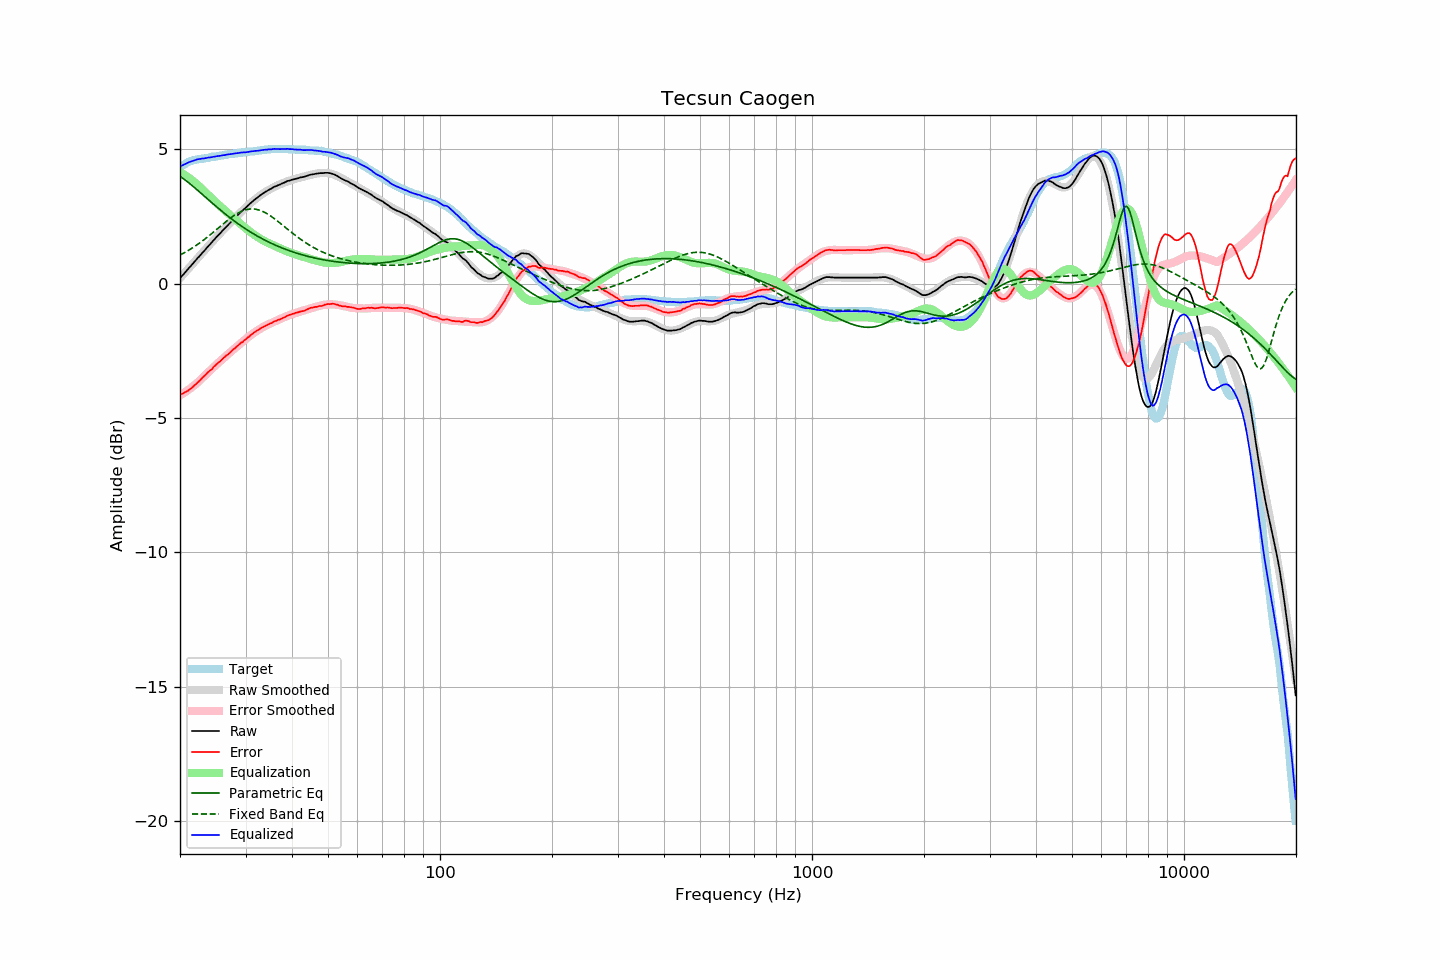 Tecsun Caogen
5
0
−5
−10
−15
−20
Amplitude (dBr)
Target
Raw Smoothed
Error Smoothed
Raw
Error
Equalization
Parametric Eq
Fixed Band Eq
Equalized
100
1000
10000
Frequency (Hz)